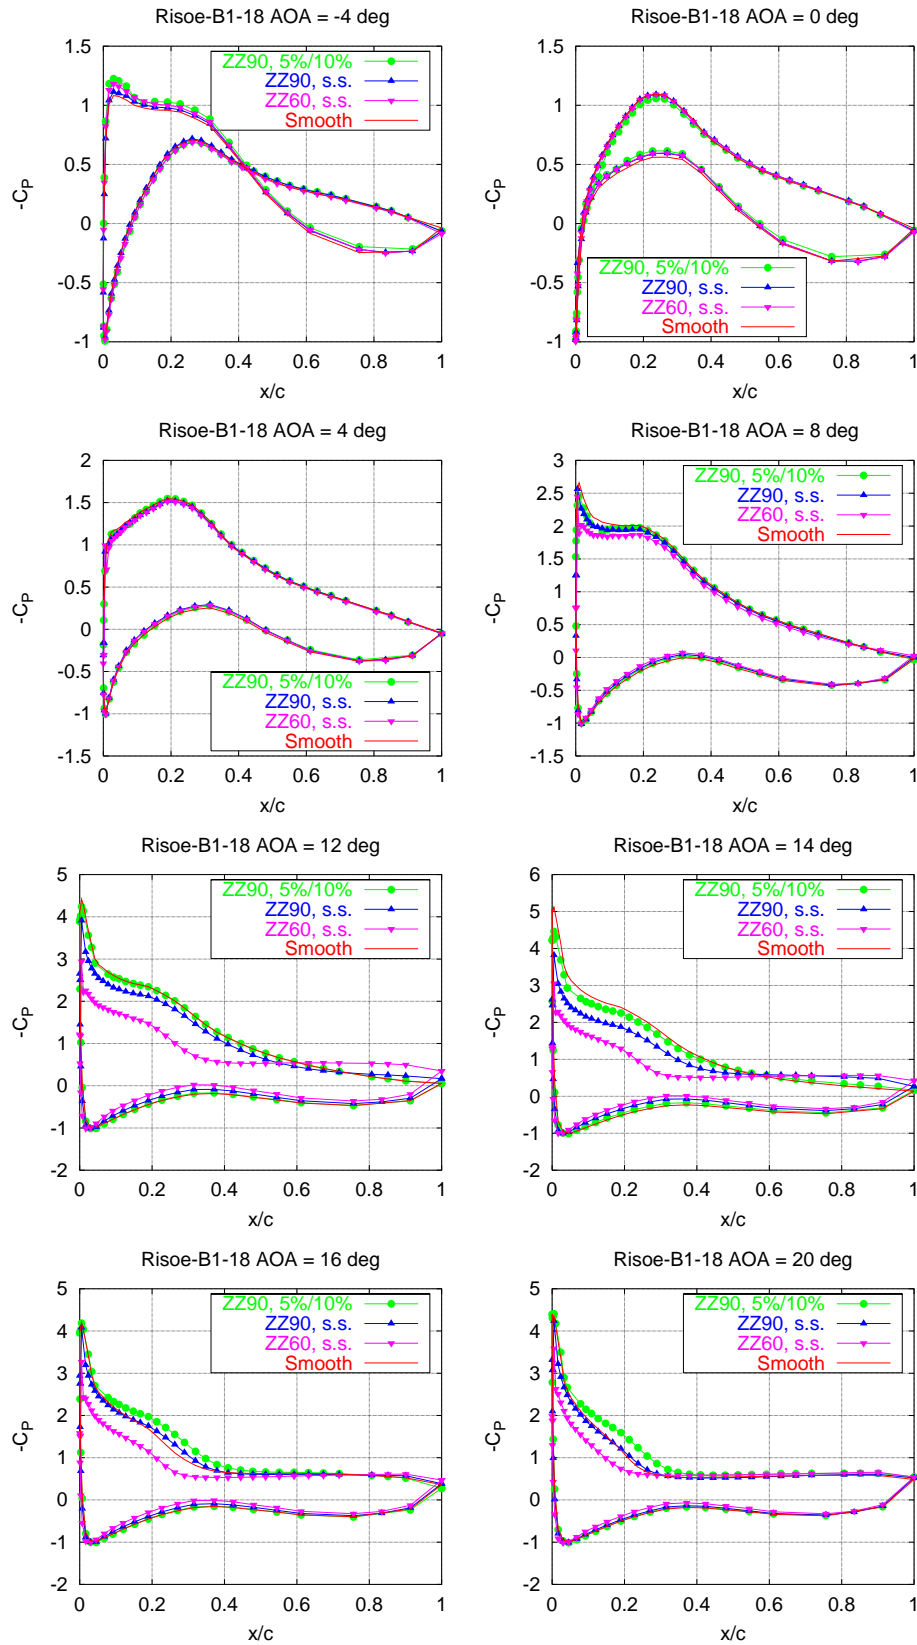 Risoe-B1-18 AOA = -4 deg
1.5
1
0.5
0
-0.5
-1
-CP
ZZ90, 5%/10%
ZZ90, s.s.
ZZ60, s.s.
Smooth
0 0.2 0.4 0.6 0.8 1
x/c
Risoe-B1-18 AOA = 0 deg
1.5
1
0.5
0
-0.5
-1
-CP
ZZ90, 5%/10%
ZZ90, s.s.
ZZ60, s.s.
Smooth
0 0.2 0.4 0.6 0.8 1
x/c
Risoe-B1-18 AOA = 4 deg
2
1.5
1
0.5
0
-0.5
-1
-1.5
-CP
ZZ90, 5%/10%
ZZ90, s.s.
ZZ60, s.s.
Smooth
0 0.2 0.4 0.6 0.8 1
x/c
Risoe-B1-18 AOA = 8 deg
3
2.5
2
1.5
1
0.5
0
-0.5
-1
-1.5
-CP
ZZ90, 5%/10%
ZZ90, s.s.
ZZ60, s.s.
Smooth
0 0.2 0.4 0.6 0.8 1
x/c
Risoe-B1-18 AOA = 12 deg
5
4
3
2
1
0
-1
-2
-CP
ZZ90, 5%/10%
ZZ90, s.s.
ZZ60, s.s.
Smooth
0 0.2 0.4 0.6 0.8 1
x/c
Risoe-B1-18 AOA = 14 deg
6
5
4
3
2
1
0
-1
-2
-CP
ZZ90, 5%/10%
ZZ90, s.s.
ZZ60, s.s.
Smooth
0 0.2 0.4 0.6 0.8 1
x/c
Risoe-B1-18 AOA = 16 deg
5
4
3
2
1
0
-1
-2
-CP
ZZ90, 5%/10%
ZZ90, s.s.
ZZ60, s.s.
Smooth
0 0.2 0.4 0.6 0.8 1
x/c
Risoe-B1-18 AOA = 20 deg
5
4
3
2
1
0
-1
-2
-CP
ZZ90, 5%/10%
ZZ90, s.s.
ZZ60, s.s.
Smooth
0 0.2 0.4 0.6 0.8 1
x/c